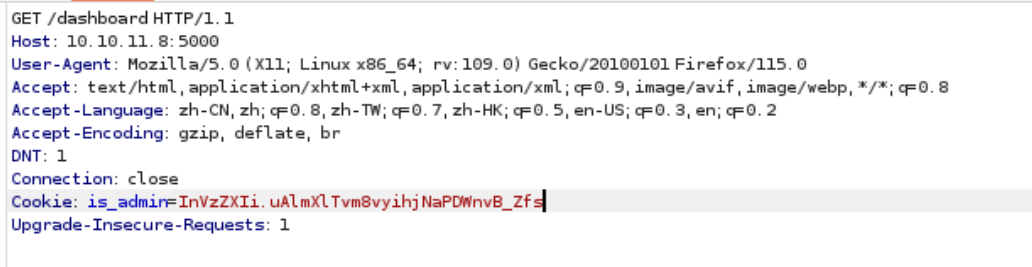 GET /dashboard HTTP/1.1
Host: 10.10.11.8:5000
User-Agent: Mozilla/5.0 (X11; Linux x86_64; rv:109.0) Gecko/20100101 Firefox/115.0
Accept: text/html,application/xhtml+xml,application/xml;q=0.9,image/avif,image/webp,*/*;q=0.8
Accept-Language: zh-CN,zh;q=0.8,zh-TW;q=0.7,zh-HK;q=0.5,en-US;q=0.3,en;q=0.2
Accept-Encoding: gzip, deflate, br
DNT: 1
Connection: close
Cookie: is_admin=InVzZXIi.uAlmXlTvm8vyihjNaPDWnvB_Zfs
Upgrade-Insecure-Requests: 1